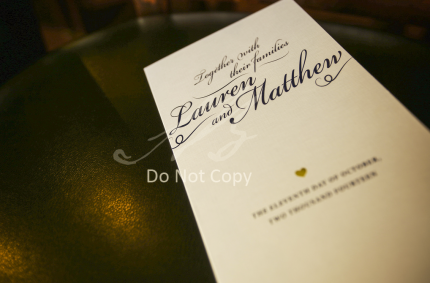 Together with
their families
Lauren
and Matthew
Do Not Copy
THE ELEVENTH DAY OF OCTOBER,
TWO THOUSAND FOURTEEN